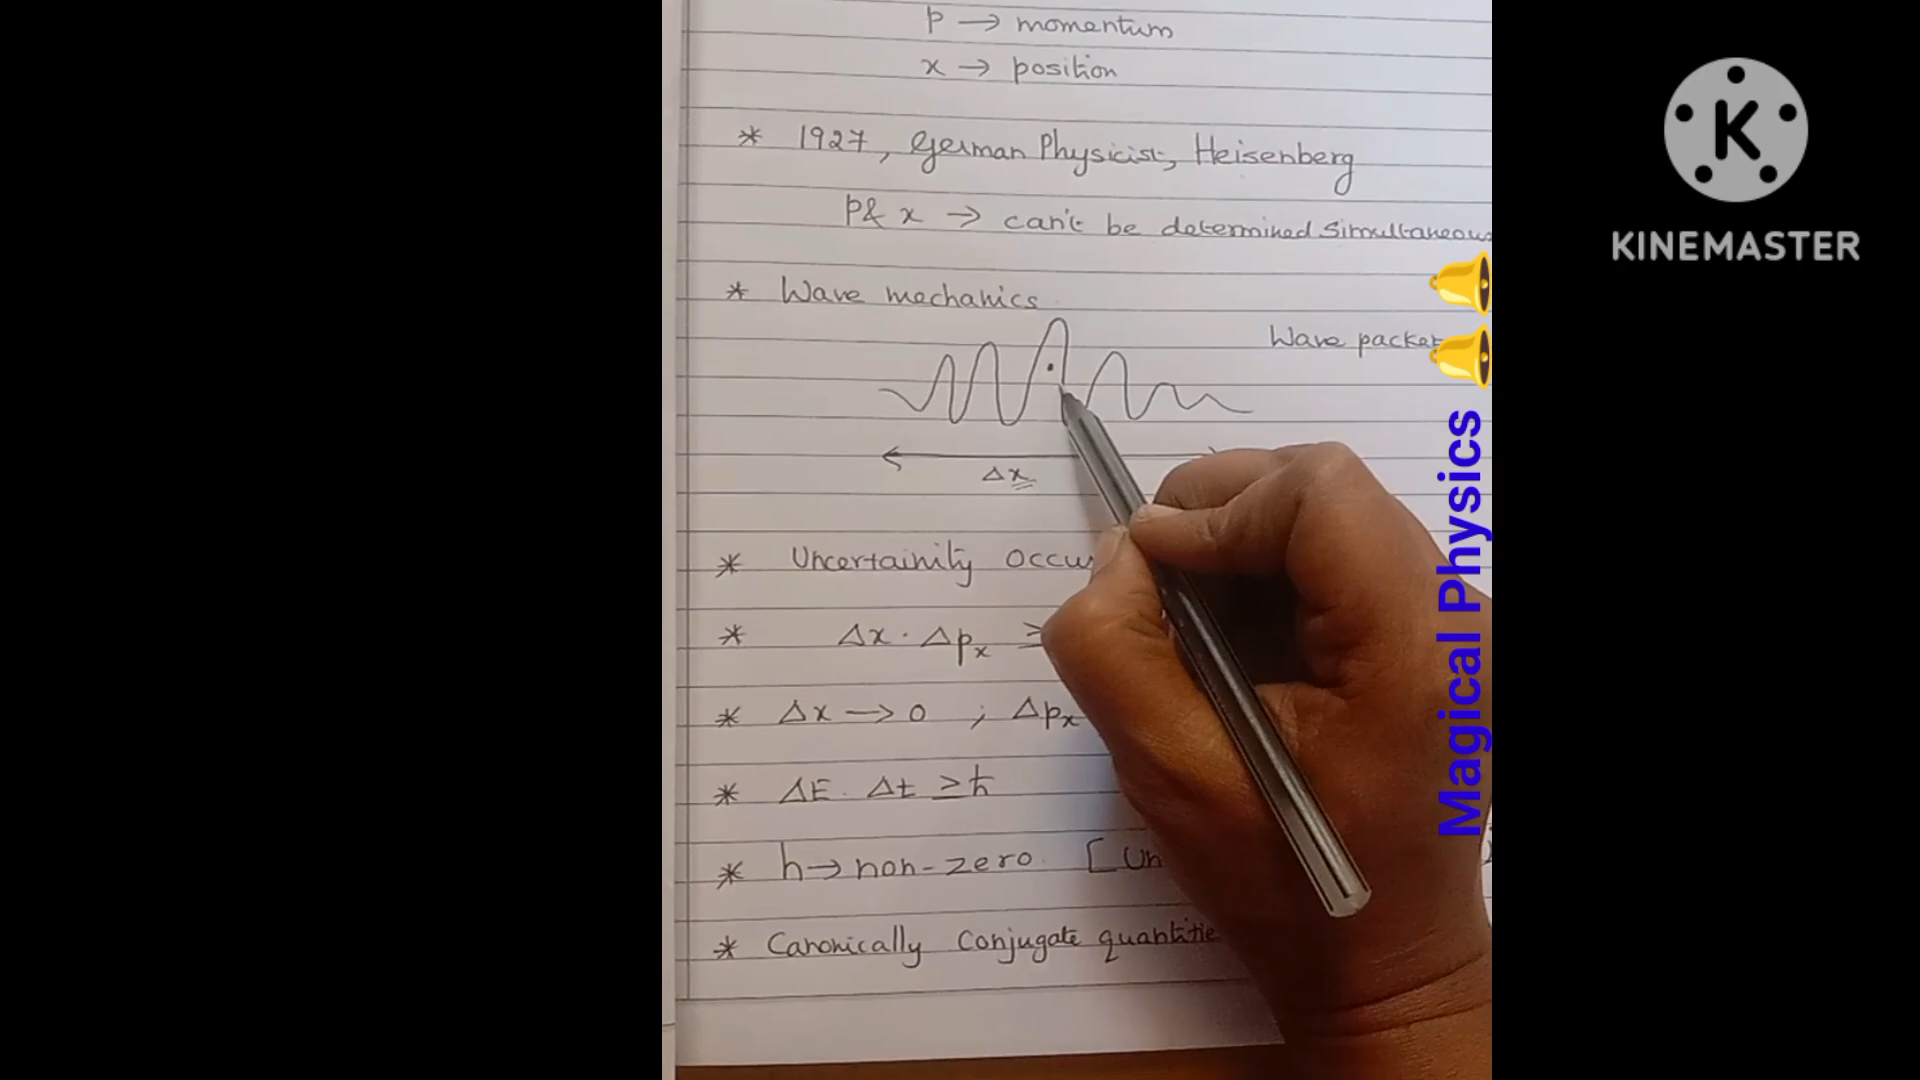 p → momentum
x → position
* 1927, German Physicist, Heisenberg
p & x → can't be determined Simultaneous
* Wave mechanics
Wave packet
Δx
* Uncertainity occu
* Δx · Δpx ≥
* Δx → 0 ; Δpx
* ΔE · Δt ≥ ħ
* h → non-zero [Un
* Canonically Conjugate quantitie
Magical Physics
KINEMASTER